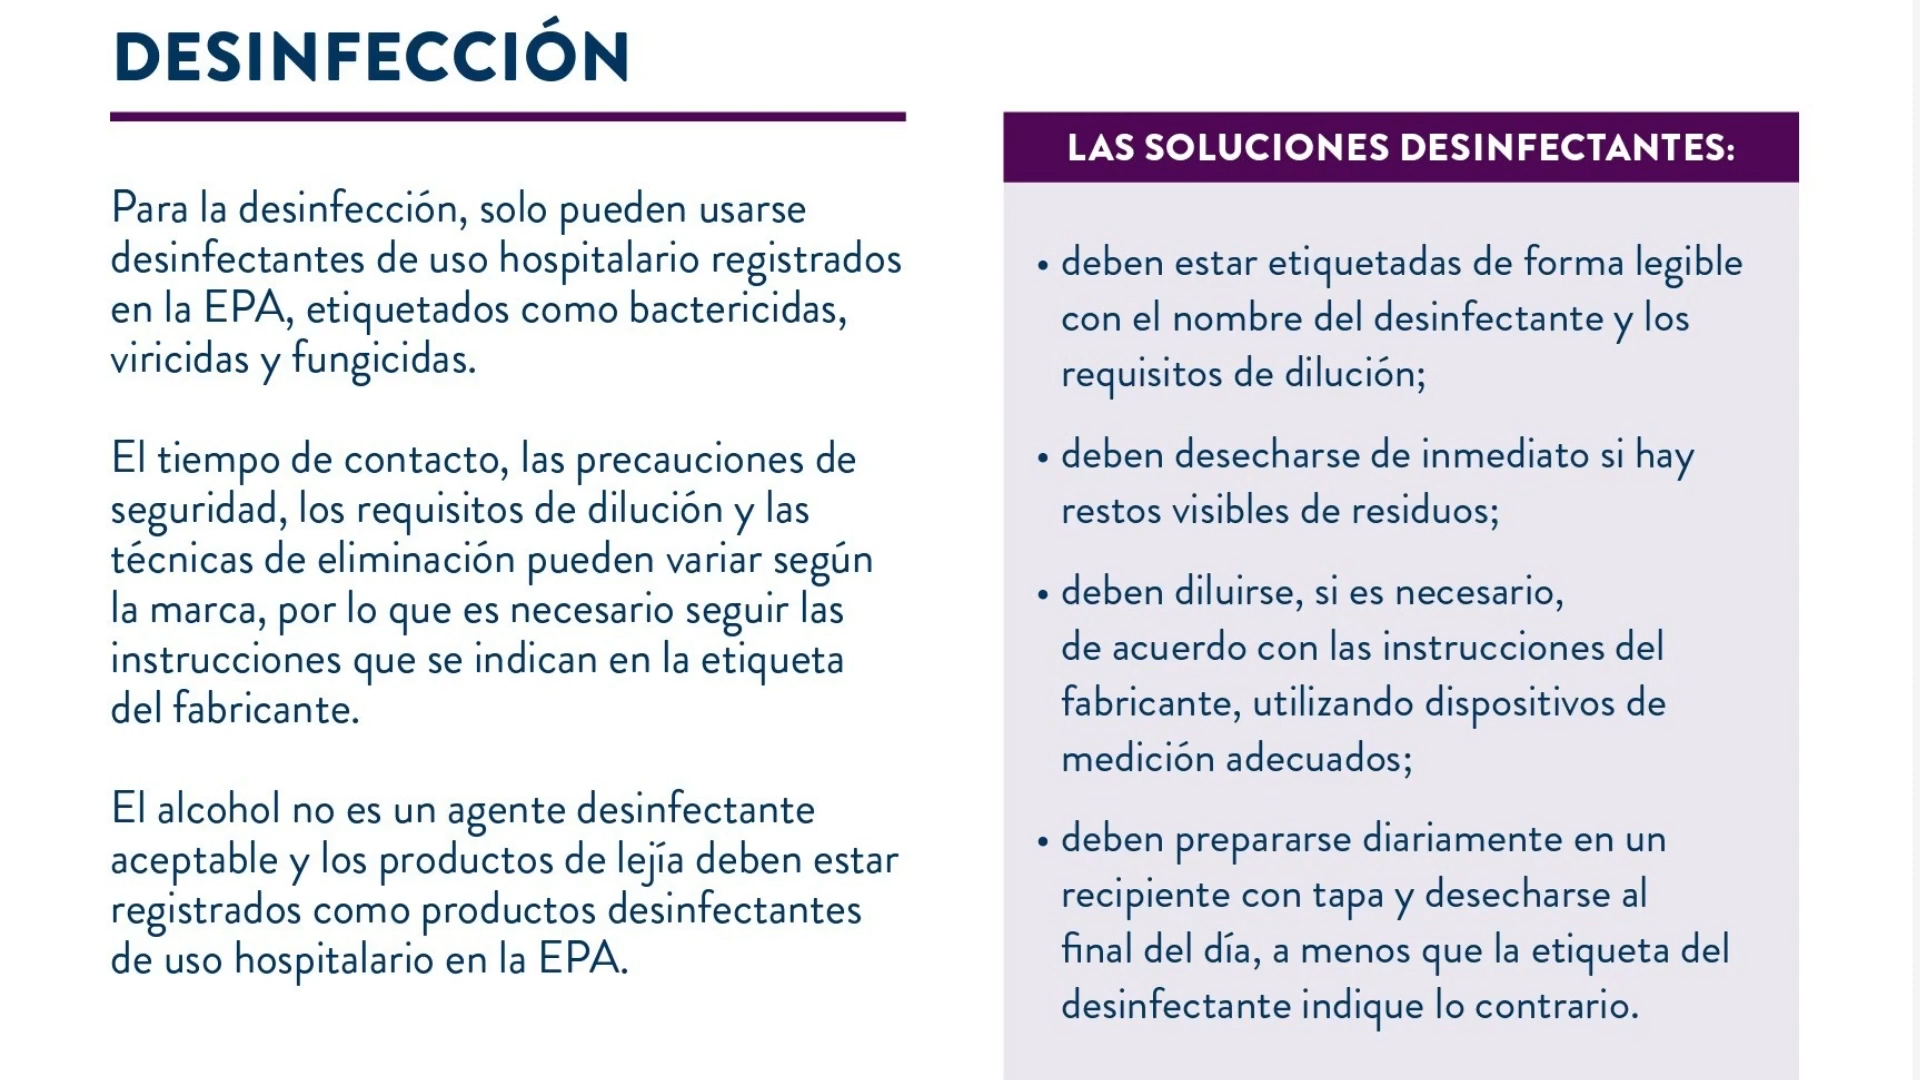 DESINFECCIÓN
Para la desinfección, solo pueden usarse
desinfectantes de uso hospitalario registrados
en la EPA, etiquetados como bactericidas,
viricidas y fungicidas.
El tiempo de contacto, las precauciones de
seguridad, los requisitos de dilución y las
técnicas de eliminación pueden variar según
la marca, por lo que es necesario seguir las
instrucciones que se indican en la etiqueta
del fabricante.
El alcohol no es un agente desinfectante
aceptable y los productos de lejía deben estar
registrados como productos desinfectantes
de uso hospitalario en la EPA.
LAS SOLUCIONES DESINFECTANTES:
• deben estar etiquetadas de forma legible
con el nombre del desinfectante y los
requisitos de dilución;
• deben desecharse de inmediato si hay
restos visibles de residuos;
• deben diluirse, si es necesario,
de acuerdo con las instrucciones del
fabricante, utilizando dispositivos de
medición adecuados;
• deben prepararse diariamente en un
recipiente con tapa y desecharse al
final del día, a menos que la etiqueta del
desinfectante indique lo contrario.